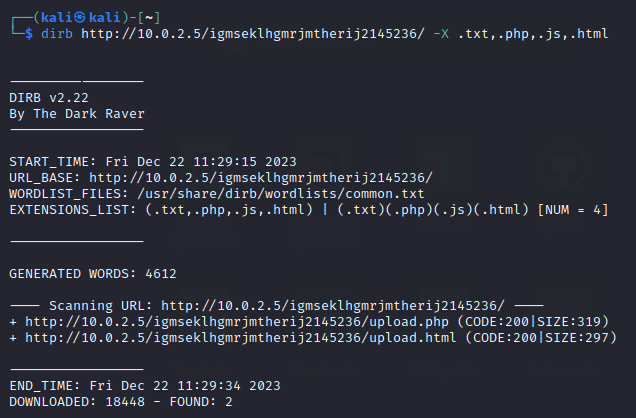 ┌──(kali㉿kali)-[~]
└─$ dirb http://10.0.2.5/igmseklhgmrjmtherij2145236/ -X .txt,.php,.js,.html
-----------------
DIRB v2.22
By The Dark Raver
-----------------
START_TIME: Fri Dec 22 11:29:15 2023
URL_BASE: http://10.0.2.5/igmseklhgmrjmtherij2145236/
WORDLIST_FILES: /usr/share/dirb/wordlists/common.txt
EXTENSIONS_LIST: (.txt,.php,.js,.html) | (.txt)(.php)(.js)(.html) [NUM = 4]
-----------------
GENERATED WORDS: 4612
---- Scanning URL: http://10.0.2.5/igmseklhgmrjmtherij2145236/ ----
+ http://10.0.2.5/igmseklhgmrjmtherij2145236/upload.php (CODE:200|SIZE:319)
+ http://10.0.2.5/igmseklhgmrjmtherij2145236/upload.html (CODE:200|SIZE:297)
-----------------
END_TIME: Fri Dec 22 11:29:34 2023
DOWNLOADED: 18448 - FOUND: 2